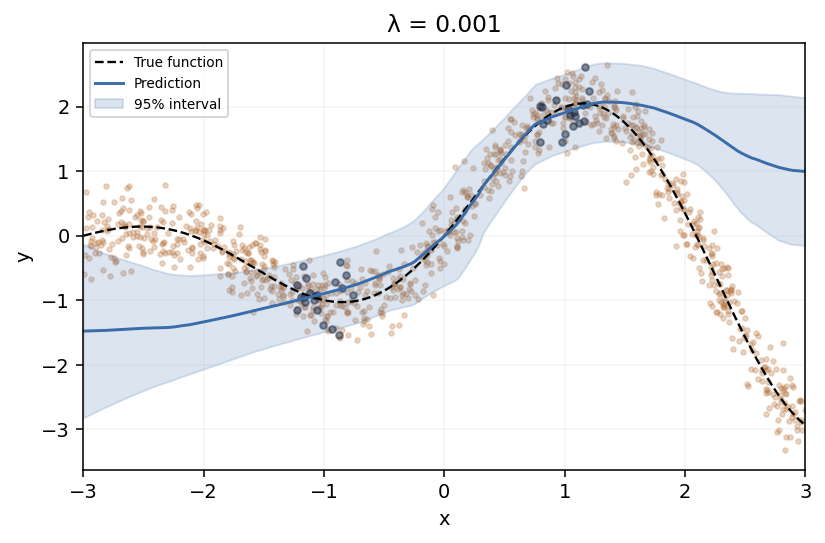 λ = 0.001
True function
Prediction
95% interval
y
2
1
0
−1
−2
−3
−3 −2 −1 0 1 2 3
x